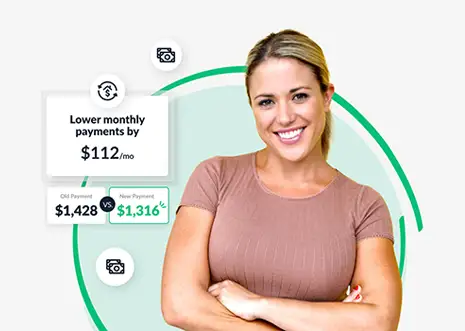 Lower monthly
payments by
$112/mo
Old Payment
$1,428
VS.
New Payment
$1,316